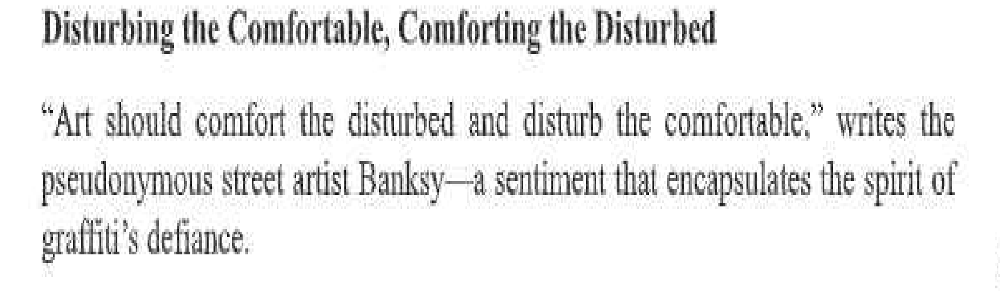 Disturbing the Comfortable, Comforting the Disturbed
“Art should comfort the disturbed and disturb the comfortable,” writes the
pseudonymous street artist Banksy—a sentiment that encapsulates the spirit of
graffiti’s defiance.